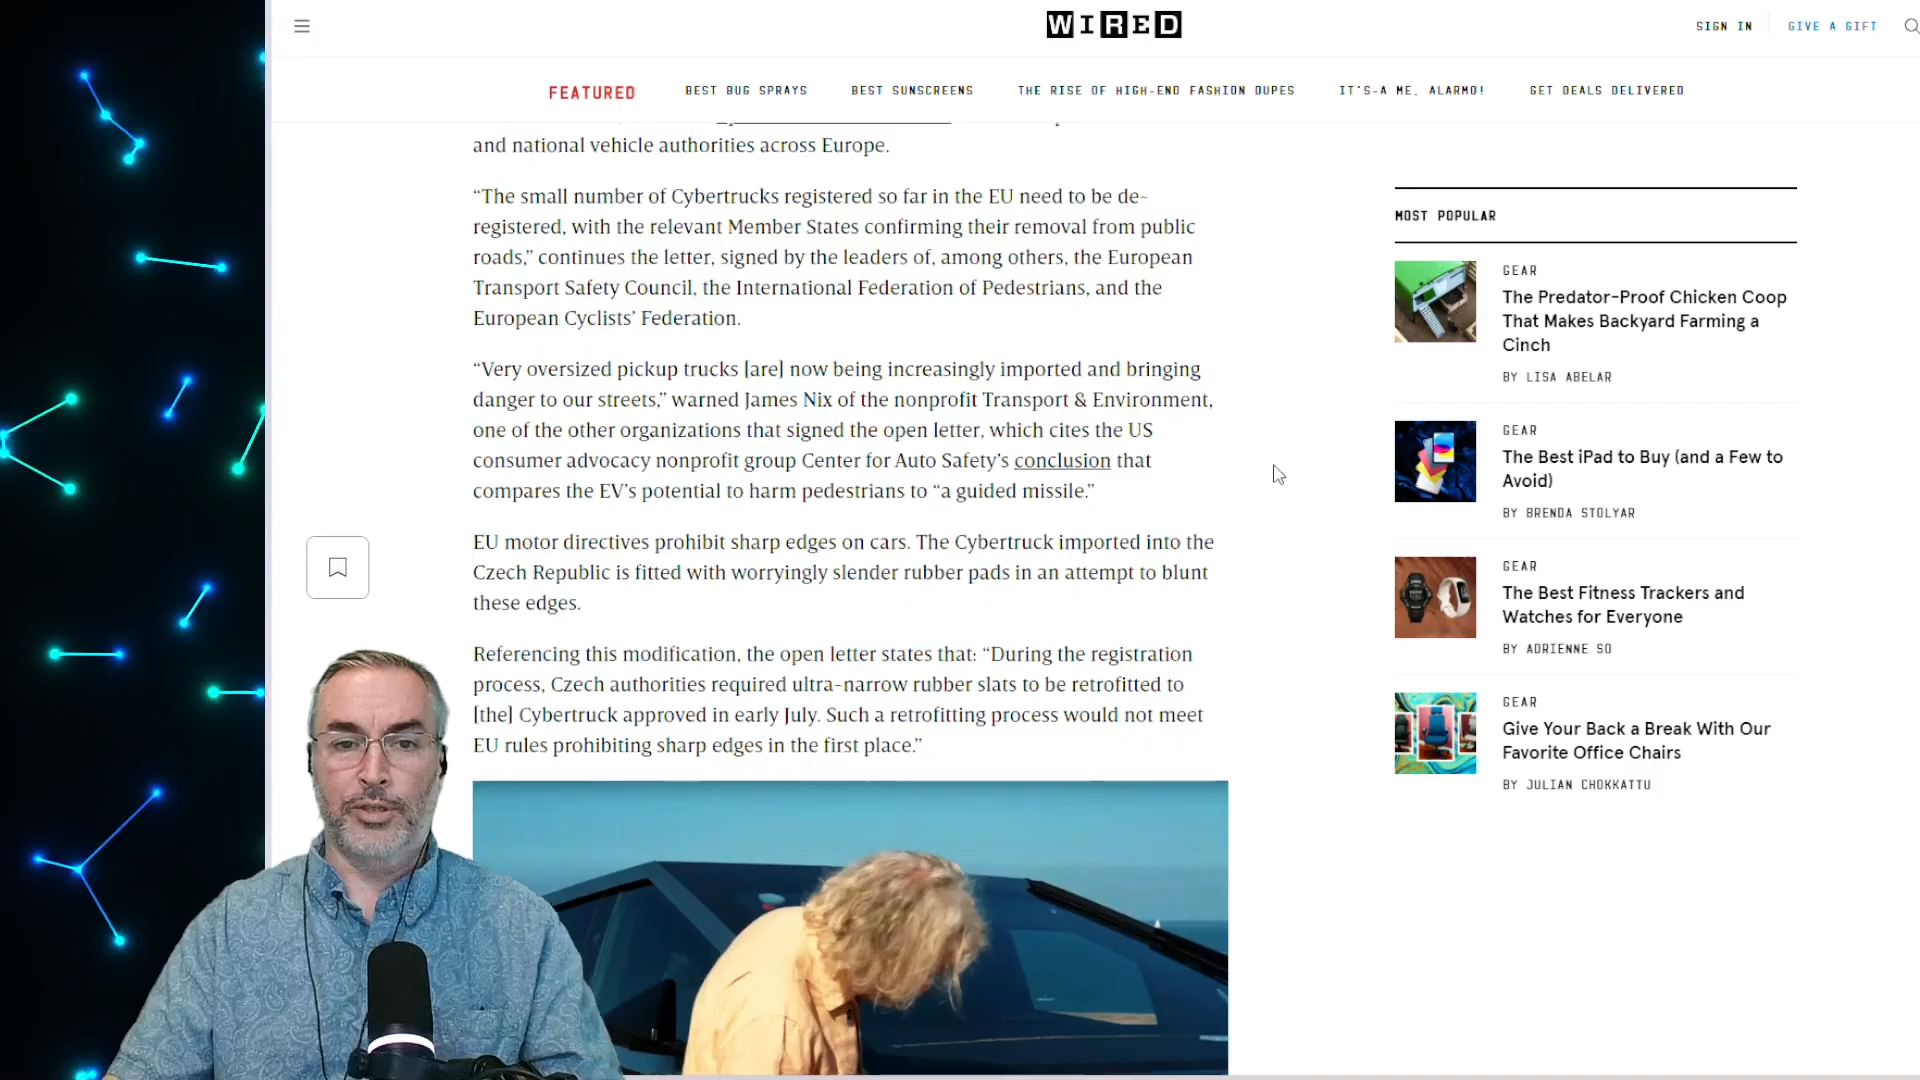 WIRED
SIGN IN
GIVE A GIFT
FEATURED
BEST BUG SPRAYS
BEST SUNSCREENS
THE RISE OF HIGH-END FASHION DUPES
IT'S-A ME, ALARMO!
GET DEALS DELIVERED
and national vehicle authorities across Europe.
“The small number of Cybertrucks registered so far in the EU need to be de-
registered, with the relevant Member States confirming their removal from public
roads,” continues the letter, signed by the leaders of, among others, the European
Transport Safety Council, the International Federation of Pedestrians, and the
European Cyclists’ Federation.
“Very oversized pickup trucks [are] now being increasingly imported and bringing
danger to our streets,” warned James Nix of the nonprofit Transport & Environment,
one of the other organizations that signed the open letter, which cites the US
consumer advocacy nonprofit group Center for Auto Safety’s conclusion that
compares the EV’s potential to harm pedestrians to “a guided missile.”
EU motor directives prohibit sharp edges on cars. The Cybertruck imported into the
Czech Republic is fitted with worryingly slender rubber pads in an attempt to blunt
these edges.
Referencing this modification, the open letter states that: “During the registration
process, Czech authorities required ultra-narrow rubber slats to be retrofitted to
[the] Cybertruck approved in early July. Such a retrofitting process would not meet
EU rules prohibiting sharp edges in the first place.”
MOST POPULAR
GEAR
The Predator-Proof Chicken Coop
That Makes Backyard Farming a
Cinch
BY LISA ABELAR
GEAR
The Best iPad to Buy (and a Few to
Avoid)
BY BRENDA STOLYAR
GEAR
The Best Fitness Trackers and
Watches for Everyone
BY ADRIENNE SO
GEAR
Give Your Back a Break With Our
Favorite Office Chairs
BY JULIAN CHOKKATTU